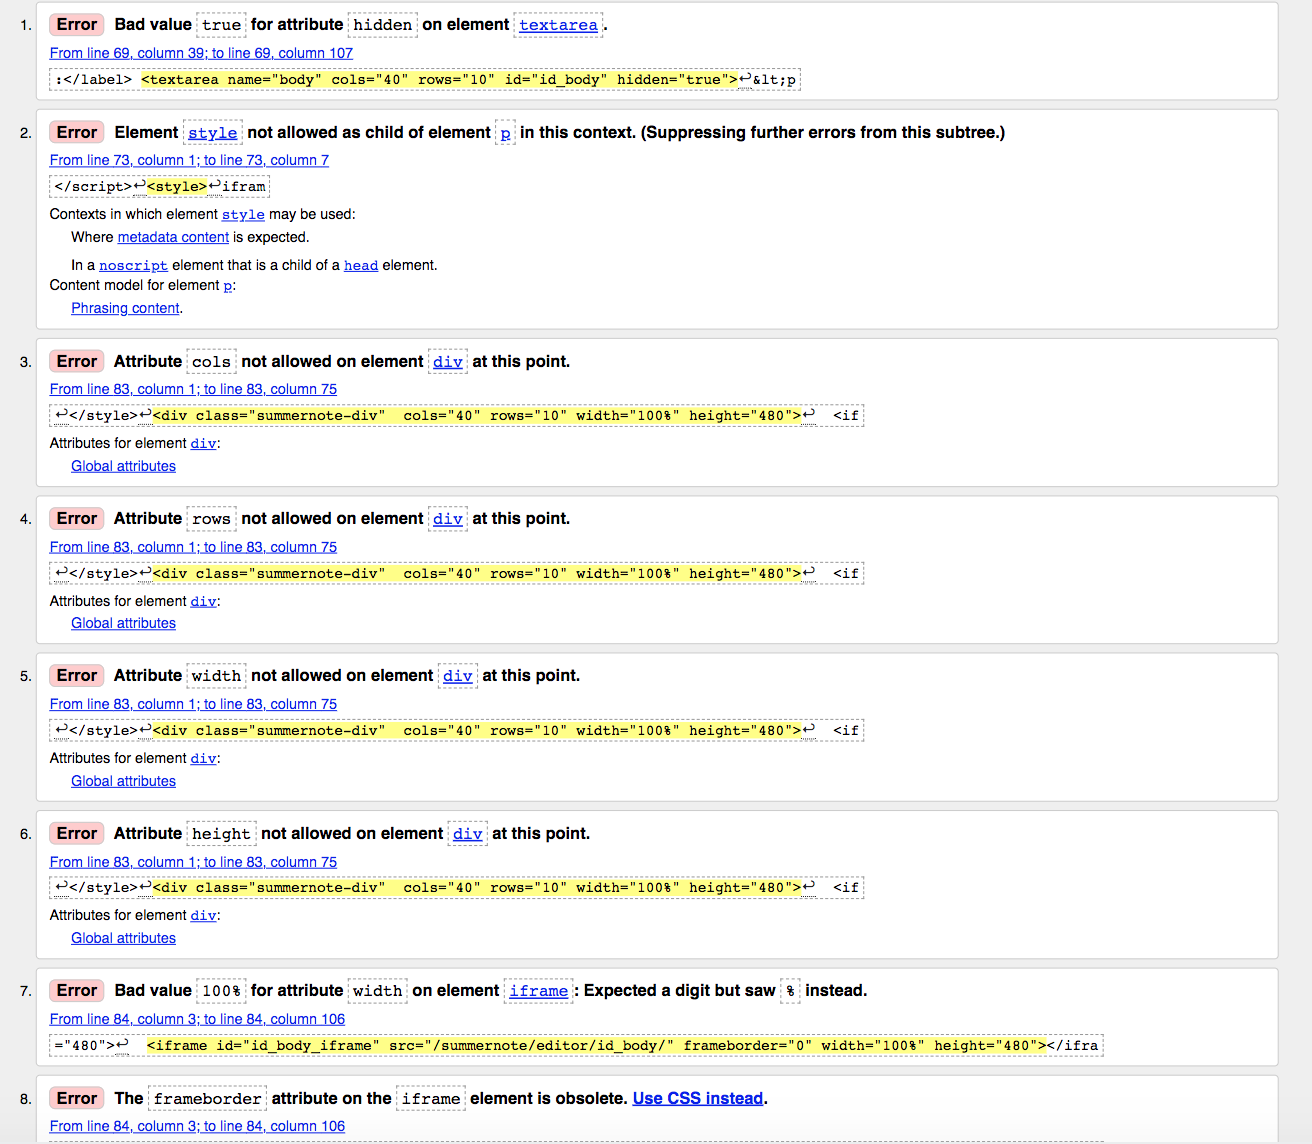 1. Error Bad value true for attribute hidden on element textarea.
From line 69, column 39; to line 69, column 107
:</label> <textarea name="body" cols="40" rows="10" id="id_body" hidden="true">↩&lt;p
2. Error Element style not allowed as child of element p in this context. (Suppressing further errors from this subtree.)
From line 73, column 1; to line 73, column 7
</script>↩<style>↩ifram
Contexts in which element style may be used:
Where metadata content is expected.
In a noscript element that is a child of a head element.
Content model for element p:
Phrasing content.
3. Error Attribute cols not allowed on element div at this point.
From line 83, column 1; to line 83, column 75
↩</style>↩<div class="summernote-div"  cols="40" rows="10" width="100%" height="480">↩  <if
Attributes for element div:
Global attributes
4. Error Attribute rows not allowed on element div at this point.
From line 83, column 1; to line 83, column 75
↩</style>↩<div class="summernote-div"  cols="40" rows="10" width="100%" height="480">↩  <if
Attributes for element div:
Global attributes
5. Error Attribute width not allowed on element div at this point.
From line 83, column 1; to line 83, column 75
↩</style>↩<div class="summernote-div"  cols="40" rows="10" width="100%" height="480">↩  <if
Attributes for element div:
Global attributes
6. Error Attribute height not allowed on element div at this point.
From line 83, column 1; to line 83, column 75
↩</style>↩<div class="summernote-div"  cols="40" rows="10" width="100%" height="480">↩  <if
Attributes for element div:
Global attributes
7. Error Bad value 100% for attribute width on element iframe: Expected a digit but saw % instead.
From line 84, column 3; to line 84, column 106
="480">↩  <iframe id="id_body_iframe" src="/summernote/editor/id_body/" frameborder="0" width="100%" height="480"></ifra
8. Error The frameborder attribute on the iframe element is obsolete. Use CSS instead.
From line 84, column 3; to line 84, column 106